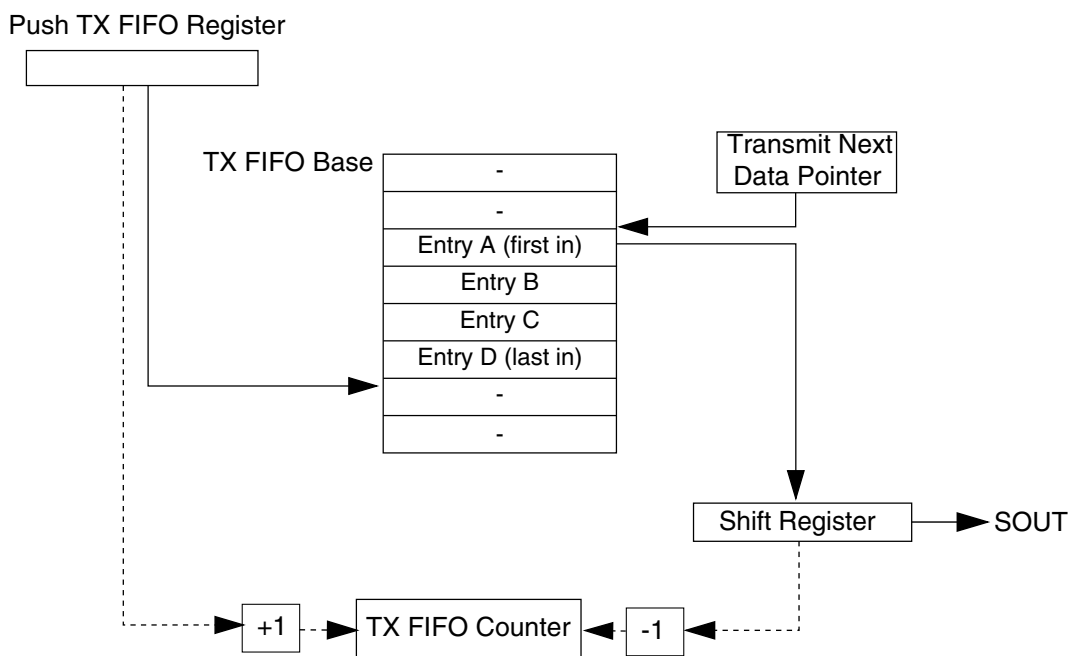 Push TX FIFO Register
TX FIFO Base
-
-
Entry A (first in)
Entry B
Entry C
Entry D (last in)
-
-
Transmit Next
Data Pointer
Shift Register
SOUT
+1
TX FIFO Counter
-1